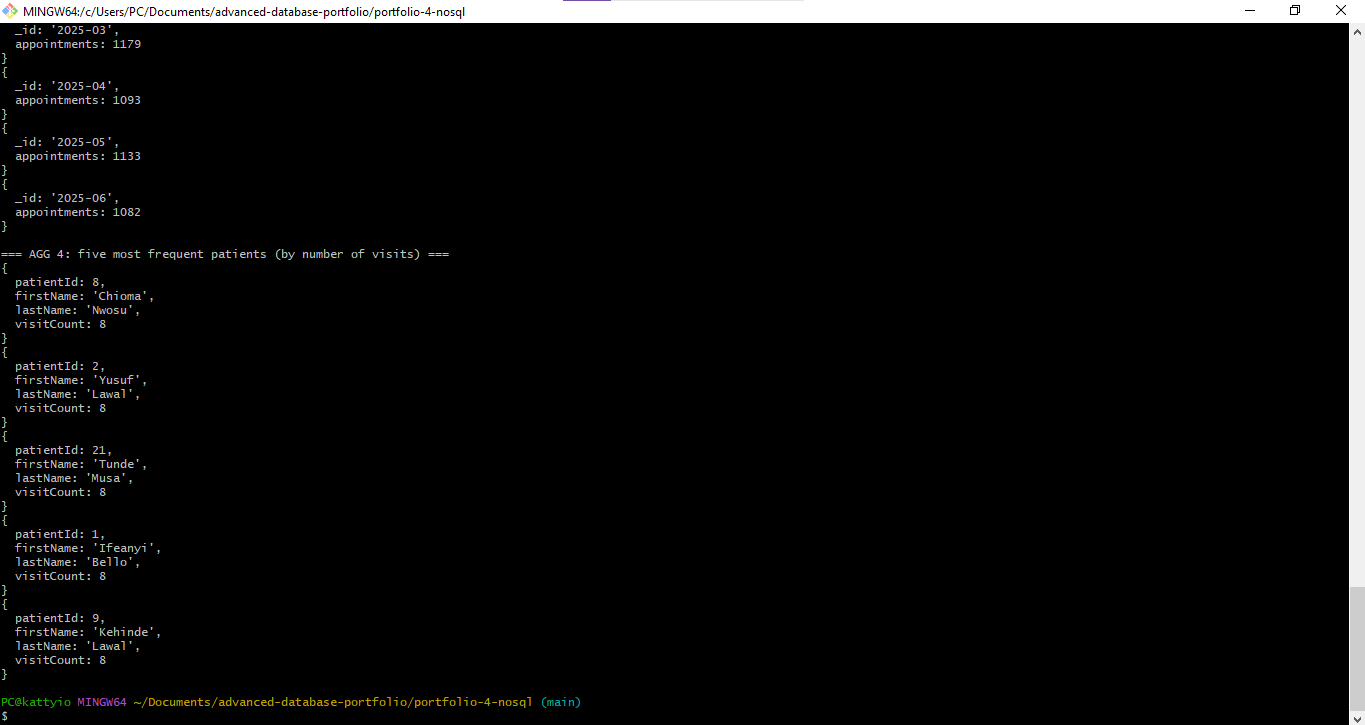 MINGW64:/c/Users/PC/Documents/advanced-database-portfolio/portfolio-4-nosql
  _id: '2025-03',
  appointments: 1179
}
{
  _id: '2025-04',
  appointments: 1093
}
{
  _id: '2025-05',
  appointments: 1133
}
{
  _id: '2025-06',
  appointments: 1082
}
=== AGG 4: five most frequent patients (by number of visits) ===
{
  patientId: 8,
  firstName: 'Chioma',
  lastName: 'Nwosu',
  visitCount: 8
}
{
  patientId: 2,
  firstName: 'Yusuf',
  lastName: 'Lawal',
  visitCount: 8
}
{
  patientId: 21,
  firstName: 'Tunde',
  lastName: 'Musa',
  visitCount: 8
}
{
  patientId: 1,
  firstName: 'Ifeanyi',
  lastName: 'Bello',
  visitCount: 8
}
{
  patientId: 9,
  firstName: 'Kehinde',
  lastName: 'Lawal',
  visitCount: 8
}
PC@kattyio MINGW64 ~/Documents/advanced-database-portfolio/portfolio-4-nosql (main)
$